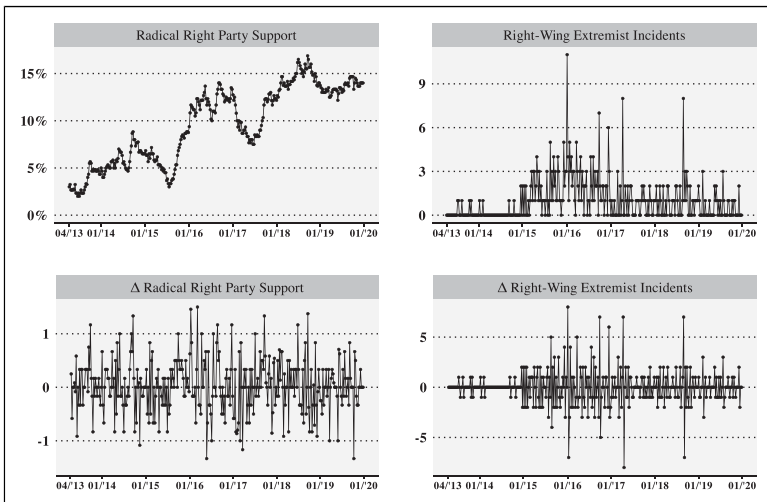 Radical Right Party Support
15%
10%
5%
0%
04/'13 01/'14 01/'15 01/'16 01/'17 01/'18 01/'19 01/'20
Right-Wing Extremist Incidents
9
6
3
0
04/'13 01/'14 01/'15 01/'16 01/'17 01/'18 01/'19 01/'20
Δ Radical Right Party Support
1
0
-1
04/'13 01/'14 01/'15 01/'16 01/'17 01/'18 01/'19 01/'20
Δ Right-Wing Extremist Incidents
5
0
-5
04/'13 01/'14 01/'15 01/'16 01/'17 01/'18 01/'19 01/'20